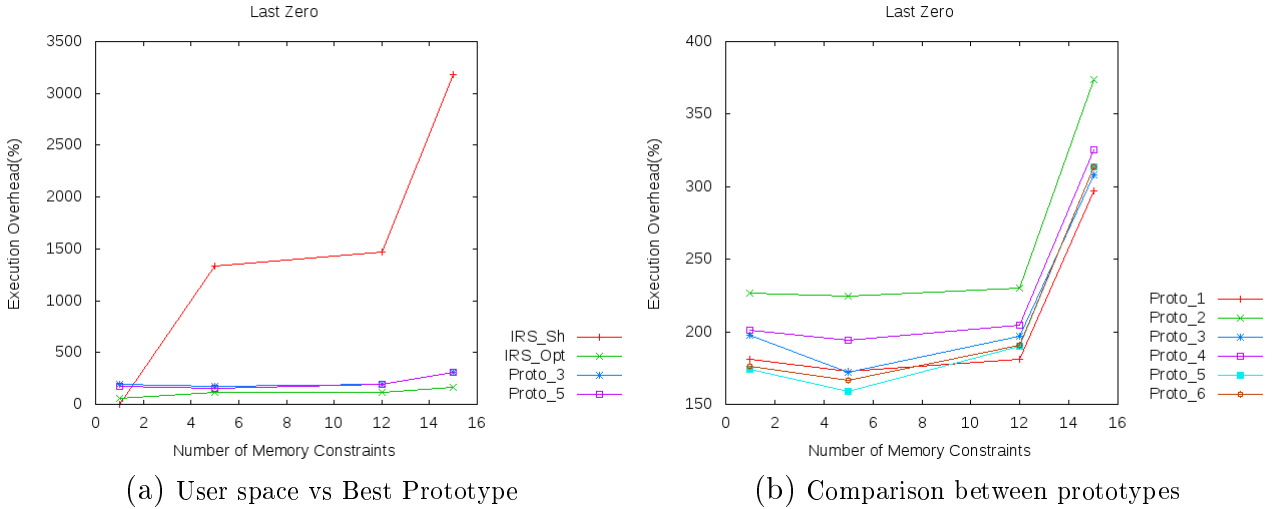 Last Zero
3500
3000
2500
2000
1500
1000
500
0
0 2 4 6 8 10 12 14 16
Execution Overhead(%)
Number of Memory Constraints
IRS_Sh
IRS_Opt
Proto_3
Proto_5
(a) User space vs Best Prototype
Last Zero
400
350
300
250
200
150
0 2 4 6 8 10 12 14 16
Execution Overhead(%)
Number of Memory Constraints
Proto_1
Proto_2
Proto_3
Proto_4
Proto_5
Proto_6
(b) Comparison between prototypes